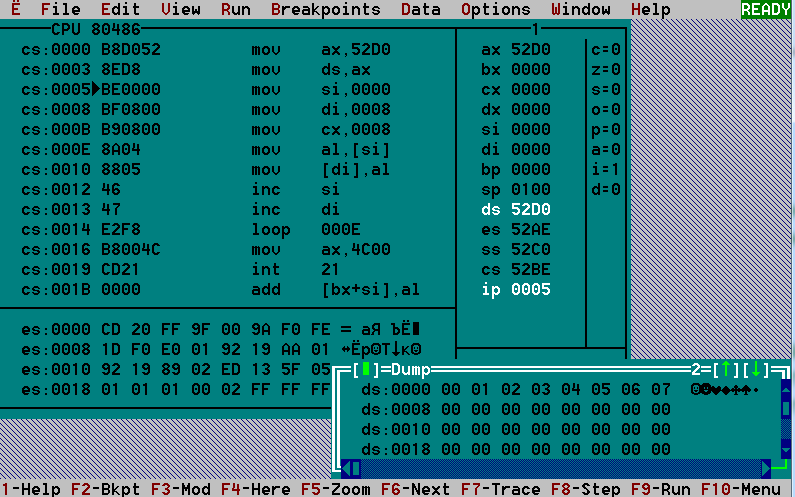 Ë File Edit View Run Breakpoints Data Options Window Help READY
CPU 80486 1
cs:0000 B8D052 mov ax,52D0 ax 52D0 c=0
cs:0003 8ED8 mov ds,ax bx 0000 z=0
cs:0005►BE0000 mov si,0000 cx 0000 s=0
cs:0008 BF0800 mov di,0008 dx 0000 o=0
cs:000B B90800 mov cx,0008 si 0000 p=0
cs:000E 8A04 mov al,[si] di 0000 a=0
cs:0010 8805 mov [di],al bp 0000 i=1
cs:0012 46 inc si sp 0100 d=0
cs:0013 47 inc di ds 52D0
cs:0014 E2F8 loop 000E es 52AE
cs:0016 B8004C mov ax,4C00 ss 52C0
cs:0019 CD21 int 21 cs 52BE
cs:001B 0000 add [bx+si],al ip 0005
es:0000 CD 20 FF 9F 00 9A F0 FE = аЯ ЪЁ■
es:0008 1D F0 E0 01 92 19 AA 01 ↔Ёр☺Т↓к☺
es:0010 92 19 89 02 ED 13 5F 05
es:0018 01 01 01 00 02 FF FF FF
[■]=Dump 2=[↑][↓]
ds:0000 00 01 02 03 04 05 06 07 ☺☻♥♦♣♠•
ds:0008 00 00 00 00 00 00 00 00
ds:0010 00 00 00 00 00 00 00 00
ds:0018 00 00 00 00 00 00 00 00
1-Help F2-Bkpt F3-Mod F4-Here F5-Zoom F6-Next F7-Trace F8-Step F9-Run F10-Menu